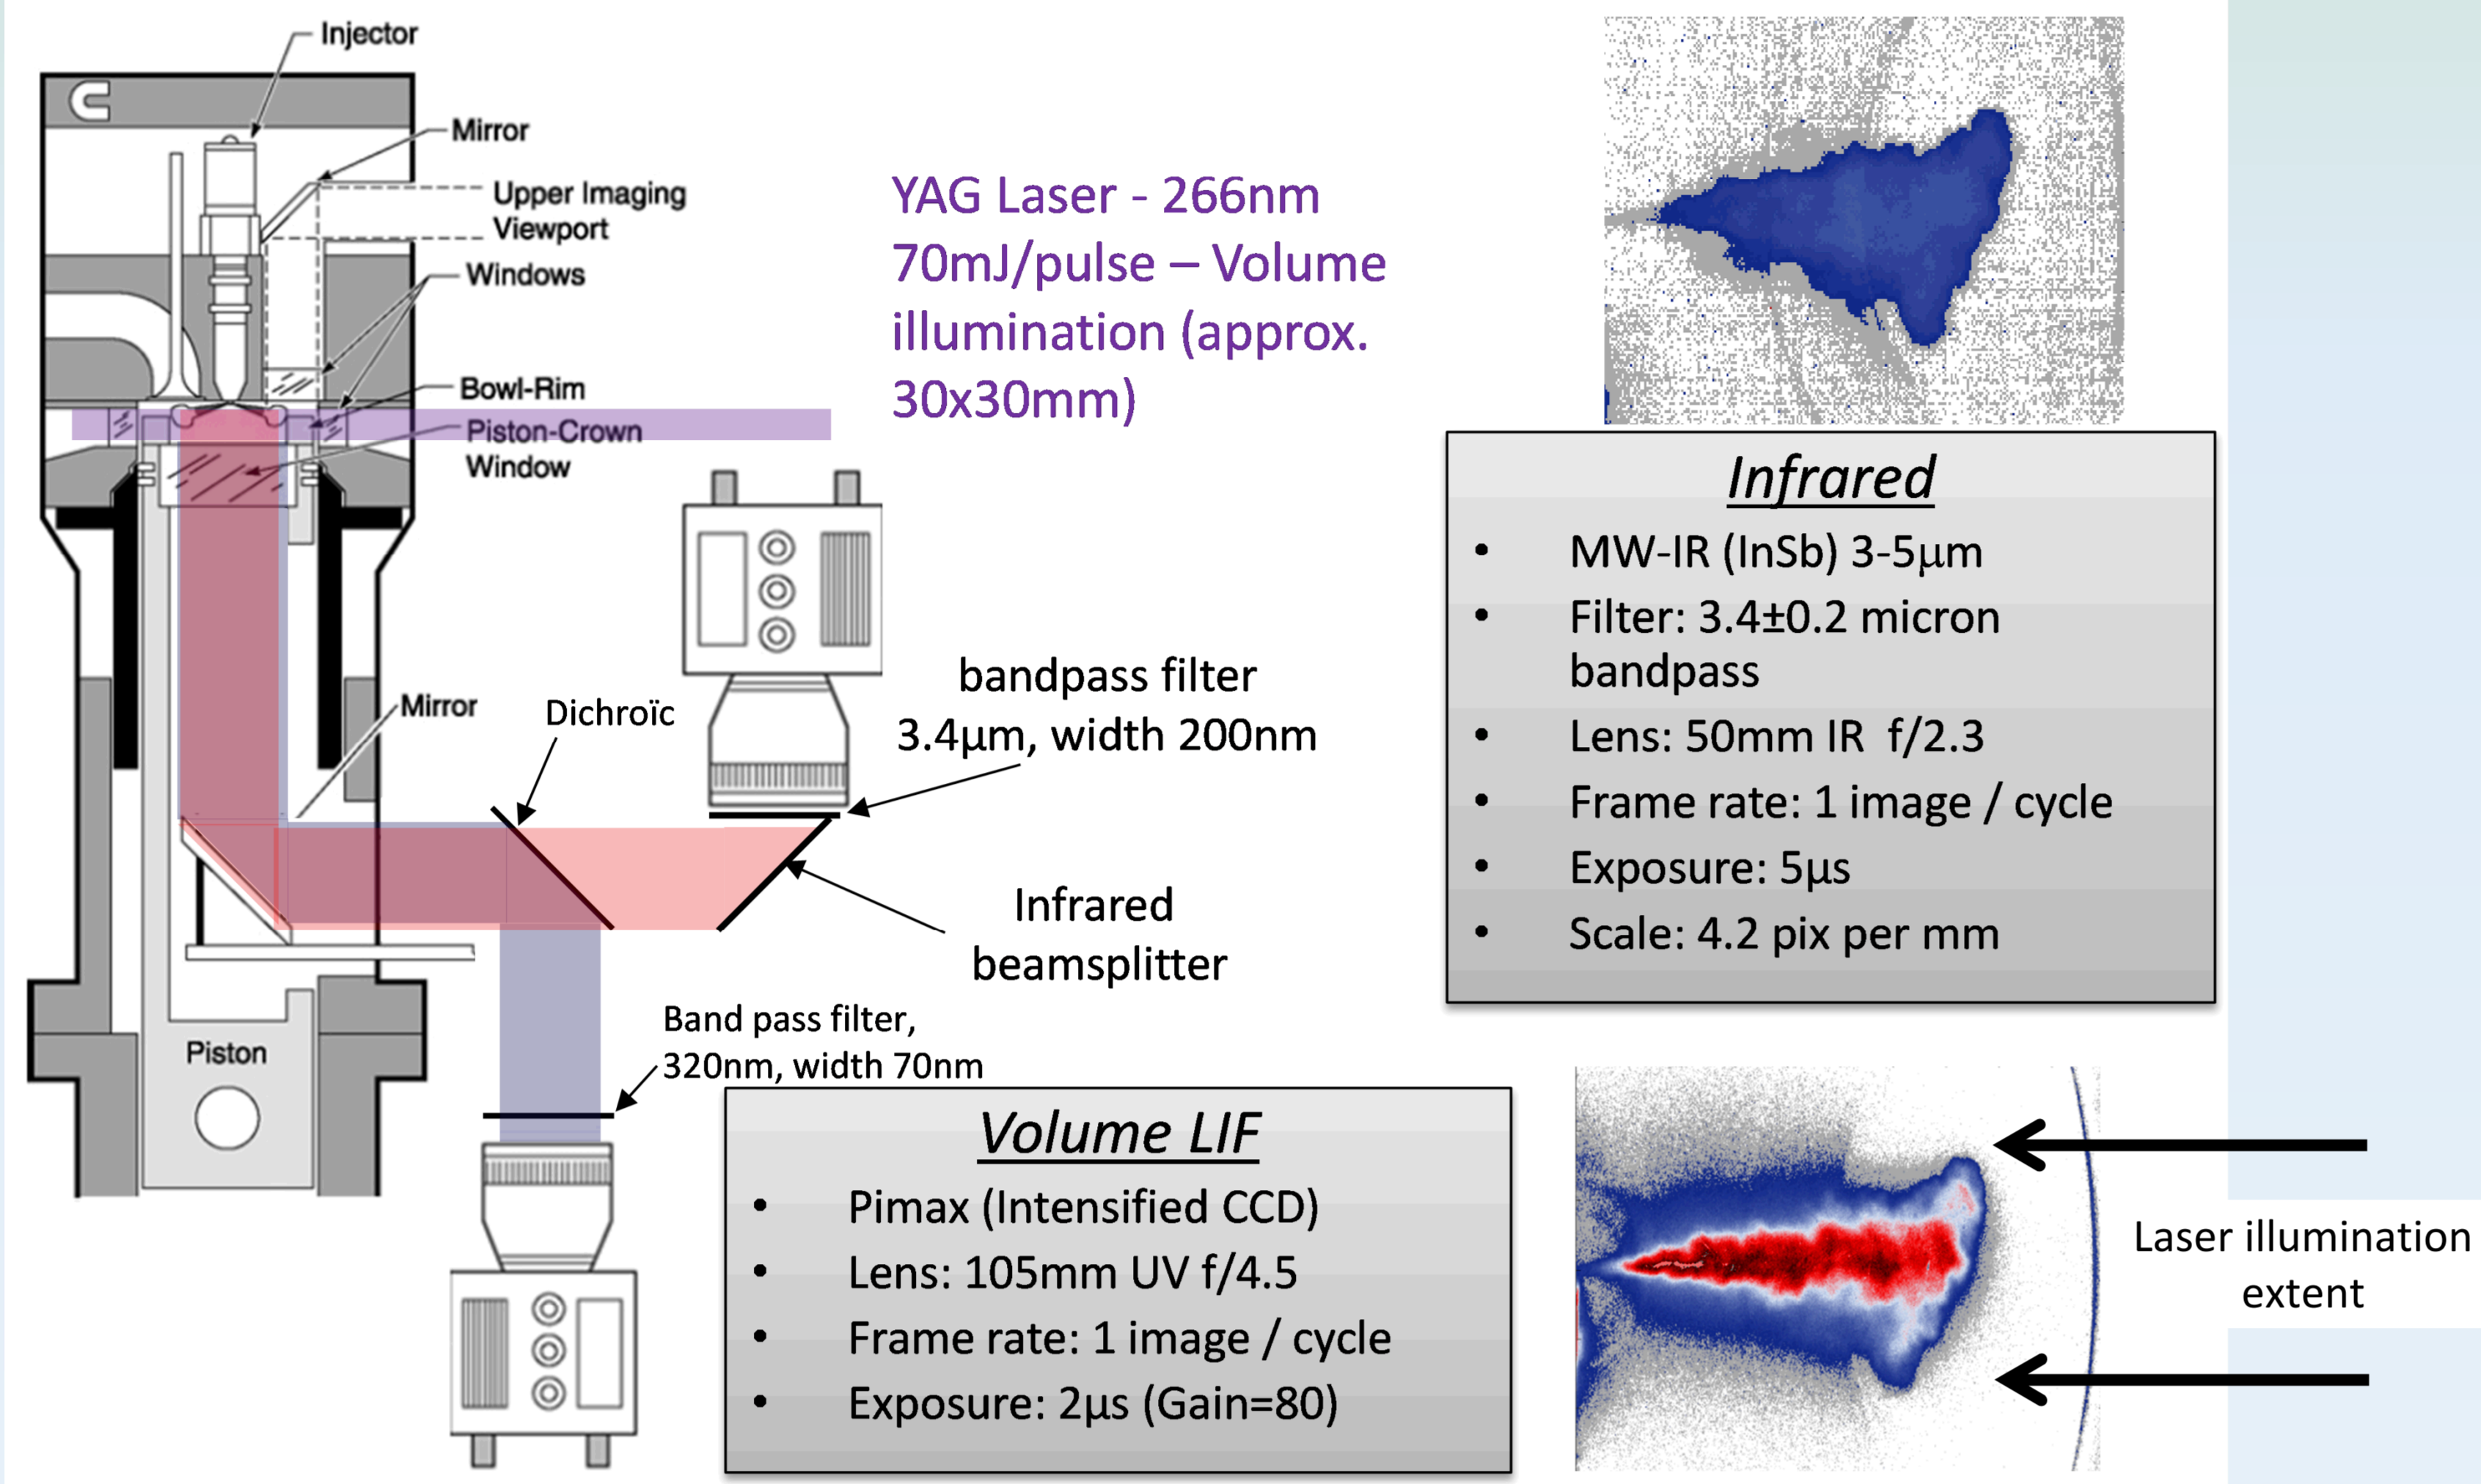 Injector
Mirror
Upper Imaging
Viewport
Windows
Bowl-Rim
Piston-Crown
Window
YAG Laser - 266nm
70mJ/pulse – Volume
illumination (approx.
30x30mm)
Mirror
Dichroïc
bandpass filter
3.4µm, width 200nm
Infrared
beamsplitter
Band pass filter,
320nm, width 70nm
Piston
Infrared
• MW-IR (InSb) 3-5µm
• Filter: 3.4±0.2 micron
bandpass
• Lens: 50mm IR f/2.3
• Frame rate: 1 image / cycle
• Exposure: 5µs
• Scale: 4.2 pix per mm
Volume LIF
• Pimax (Intensified CCD)
• Lens: 105mm UV f/4.5
• Frame rate: 1 image / cycle
• Exposure: 2µs (Gain=80)
Laser illumination
extent